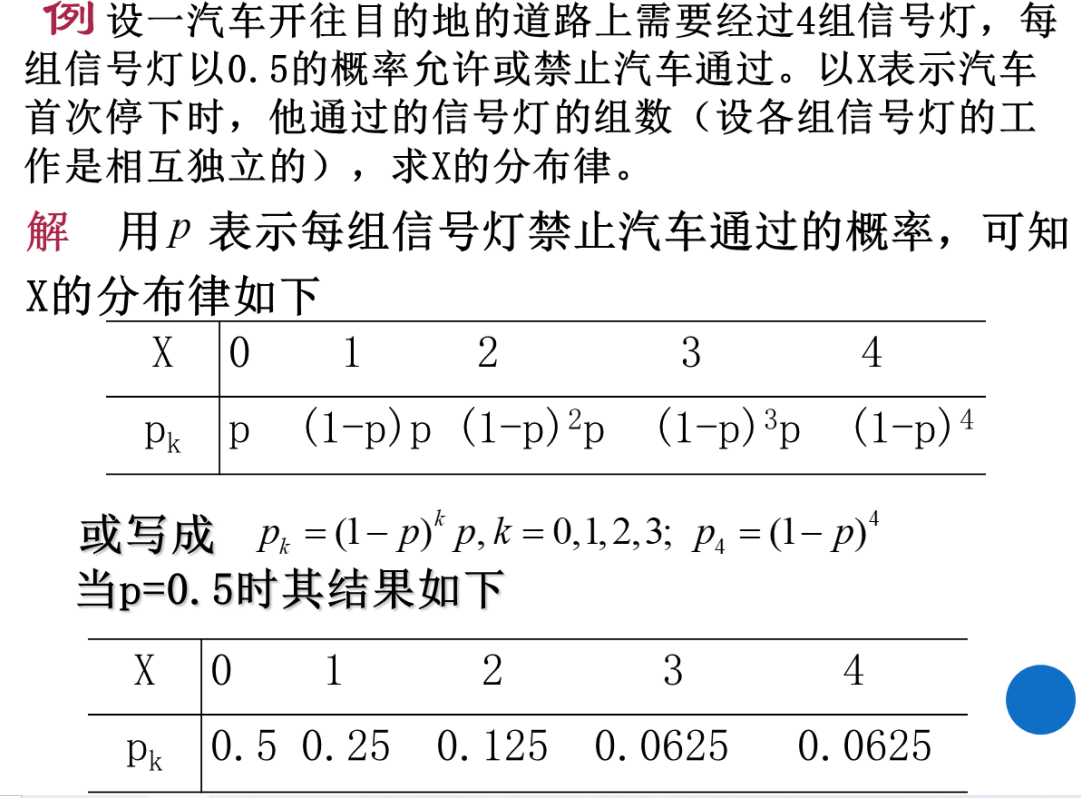 例 设一汽车开往目的地的道路上需要经过4组信号灯，每
组信号灯以0.5的概率允许或禁止汽车通过。以X表示汽车
首次停下时，他通过的信号灯的组数（设各组信号灯的工
作是相互独立的），求X的分布律。
解 用 p 表示每组信号灯禁止汽车通过的概率，可知
X的分布律如下
X 0 1 2 3 4
pₖ p (1-p)p (1-p)²p (1-p)³p (1-p)⁴
或写成 pₖ = (1− p)ᵏ p, k = 0,1,2,3; p₄ = (1− p)⁴
当p=0.5时其结果如下
X 0 1 2 3 4
pₖ 0.5 0.25 0.125 0.0625 0.0625